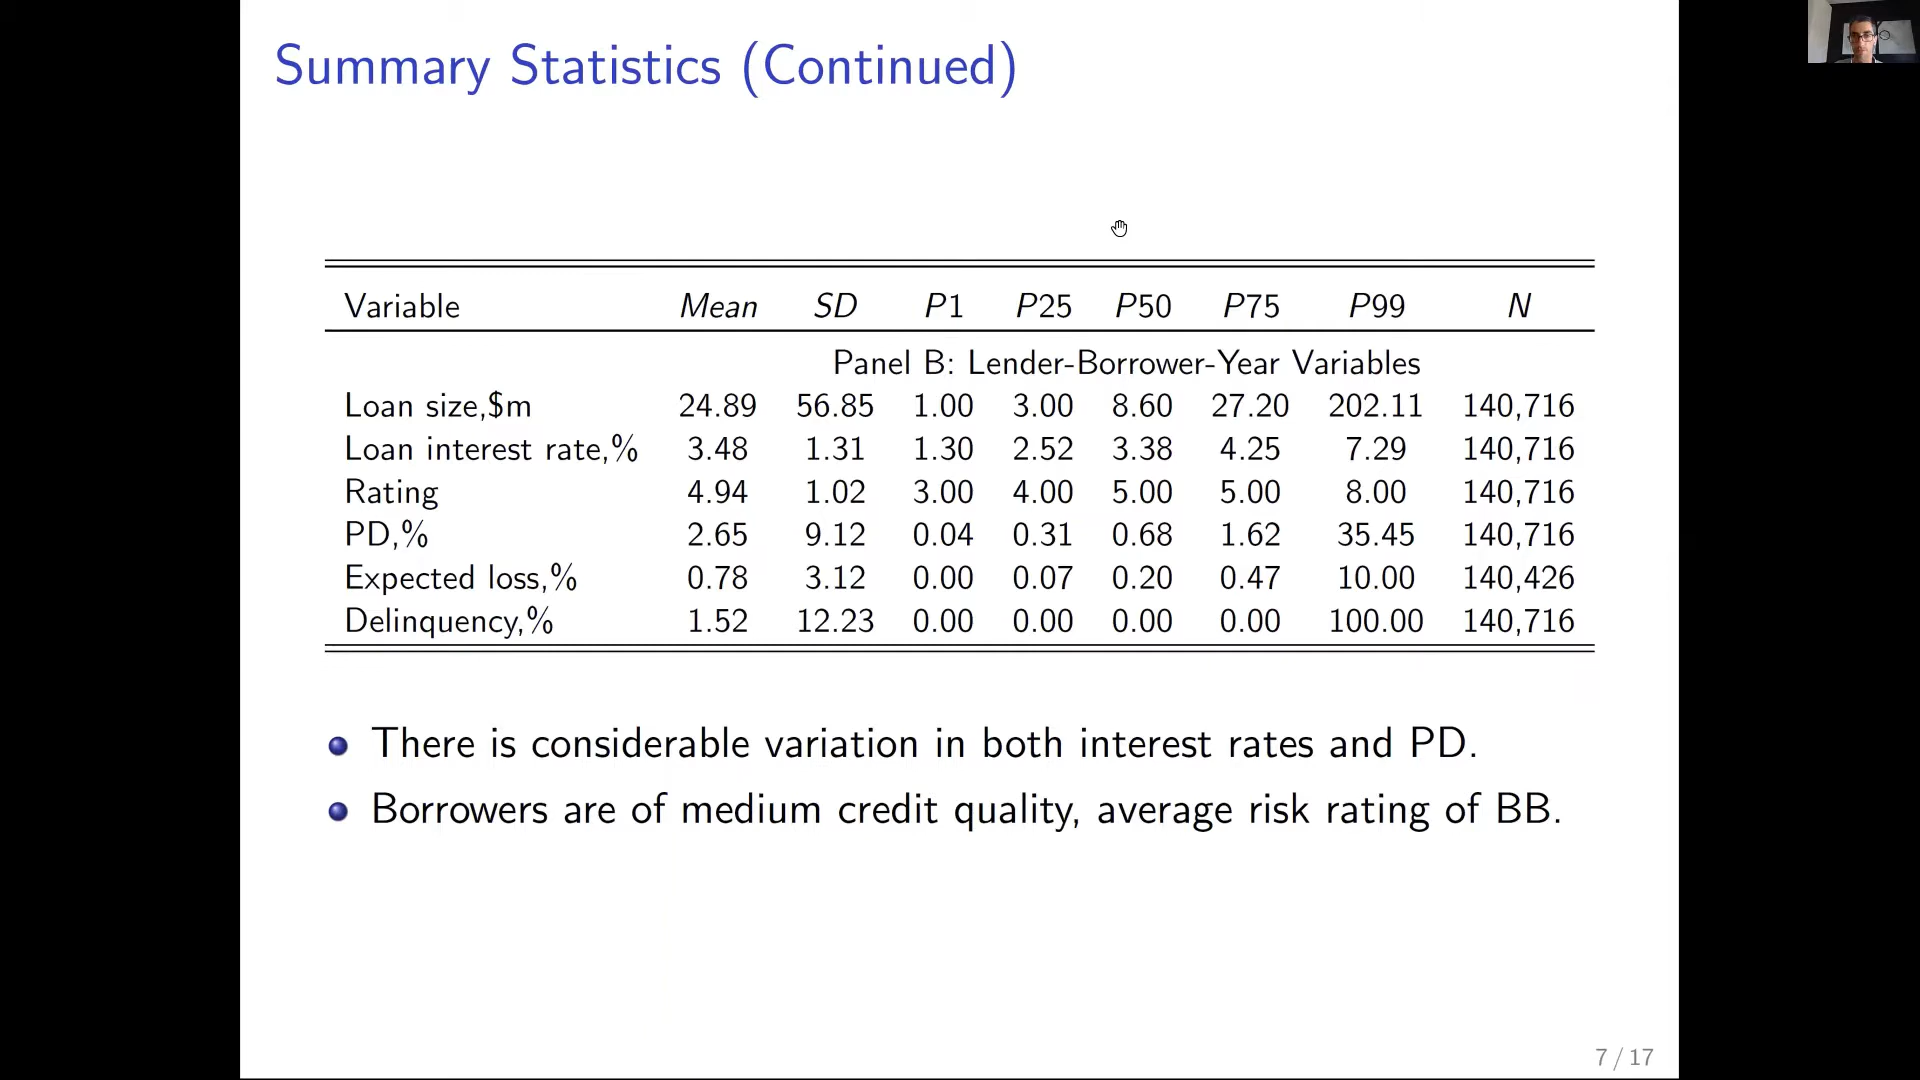 Summary Statistics (Continued)
Variable Mean SD P1 P25 P50 P75 P99 N
Panel B: Lender-Borrower-Year Variables
Loan size,$m 24.89 56.85 1.00 3.00 8.60 27.20 202.11 140,716
Loan interest rate,% 3.48 1.31 1.30 2.52 3.38 4.25 7.29 140,716
Rating 4.94 1.02 3.00 4.00 5.00 5.00 8.00 140,716
PD,% 2.65 9.12 0.04 0.31 0.68 1.62 35.45 140,716
Expected loss,% 0.78 3.12 0.00 0.07 0.20 0.47 10.00 140,426
Delinquency,% 1.52 12.23 0.00 0.00 0.00 0.00 100.00 140,716
There is considerable variation in both interest rates and PD.
Borrowers are of medium credit quality, average risk rating of BB.
7 / 17